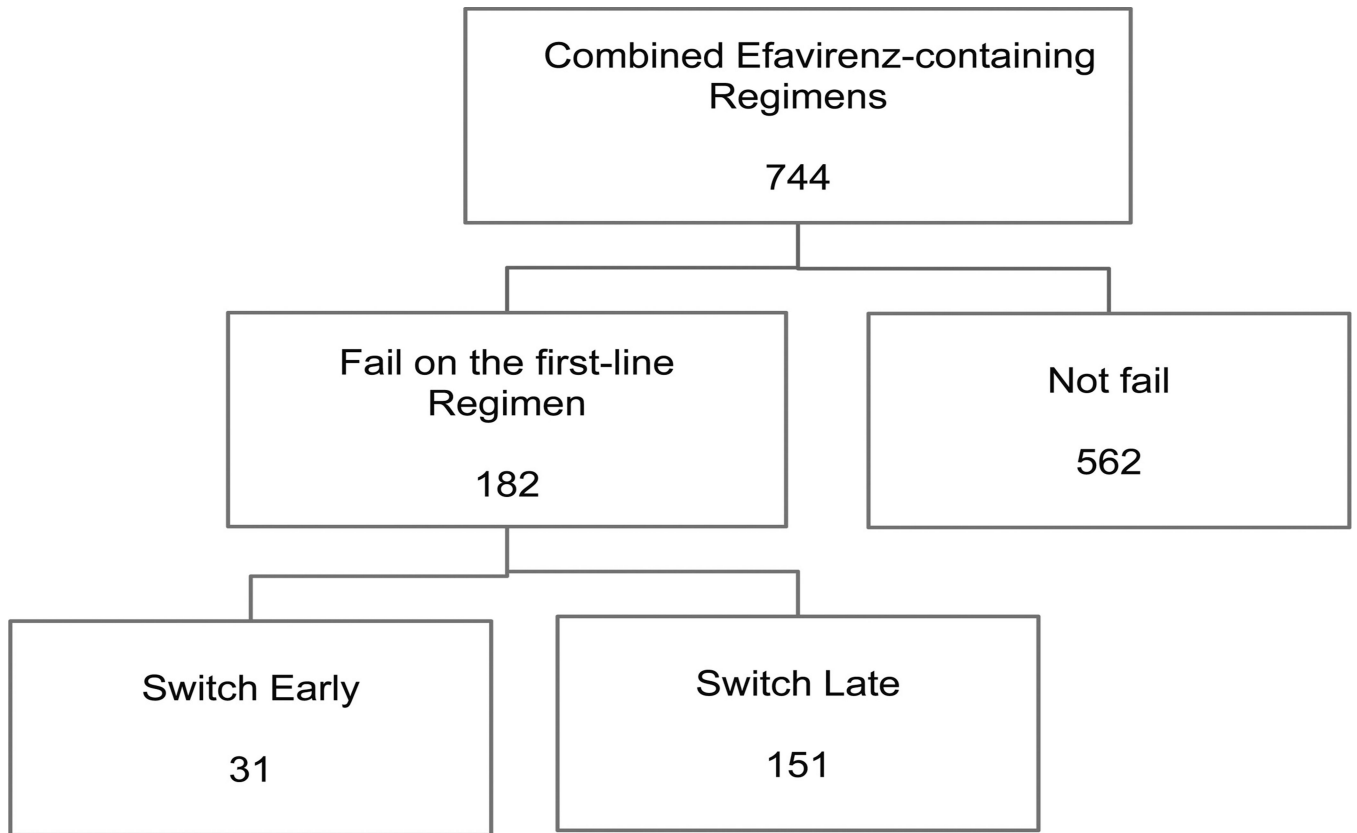 Combined Efavirenz-containing
Regimens
744
Fail on the first-line
Regimen
182
Not fail
562
Switch Early
31
Switch Late
151